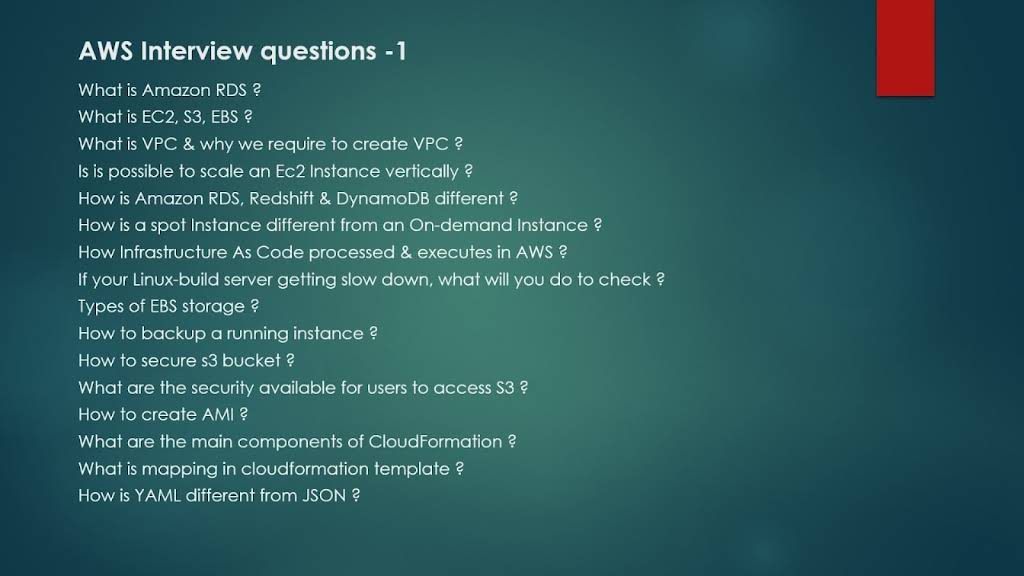 AWS Interview questions -1
What is Amazon RDS ?
What is EC2, S3, EBS ?
What is VPC & why we require to create VPC ?
Is is possible to scale an Ec2 Instance vertically ?
How is Amazon RDS, Redshift & DynamoDB different ?
How is a spot Instance different from an On-demand Instance ?
How Infrastructure As Code processed & executes in AWS ?
If your Linux-build server getting slow down, what will you do to check ?
Types of EBS storage ?
How to backup a running instance ?
How to secure s3 bucket ?
What are the security available for users to access S3 ?
How to create AMI ?
What are the main components of CloudFormation ?
What is mapping in cloudformation template ?
How is YAML different from JSON ?